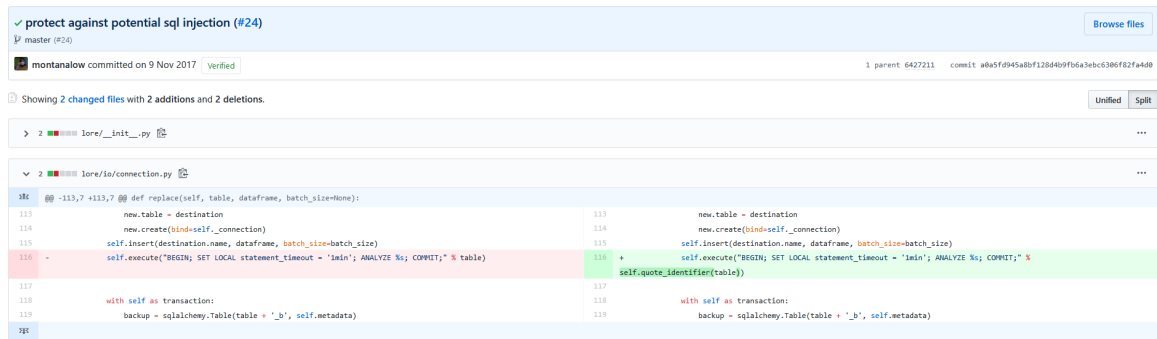 protect against potential sql injection (#24)
Browse files
master (#24)
montanalow committed on 9 Nov 2017 Verified
1 parent 6427211 commit a0a5fd945a8bf128d4b9fb6a3ebc6306f82fa4d0
Showing 2 changed files with 2 additions and 2 deletions.
Unified Split
2 lore/__init__.py
2 lore/io/connection.py
@@ -113,7 +113,7 @@ def replace(self, table, dataframe, batch_size=None):
113 new.table = destination
114 new.create(bind=self._connection)
115 self.insert(destination.name, dataframe, batch_size=batch_size)
116 - self.execute("BEGIN; SET LOCAL statement_timeout = '1min'; ANALYZE %s; COMMIT;" % table)
117
118 with self as transaction:
119 backup = sqlalchemy.Table(table + '_b', self.metadata)
113 new.table = destination
114 new.create(bind=self._connection)
115 self.insert(destination.name, dataframe, batch_size=batch_size)
116 + self.execute("BEGIN; SET LOCAL statement_timeout = '1min'; ANALYZE %s; COMMIT;" %
self.quote_identifier(table))
117
118 with self as transaction:
119 backup = sqlalchemy.Table(table + '_b', self.metadata)